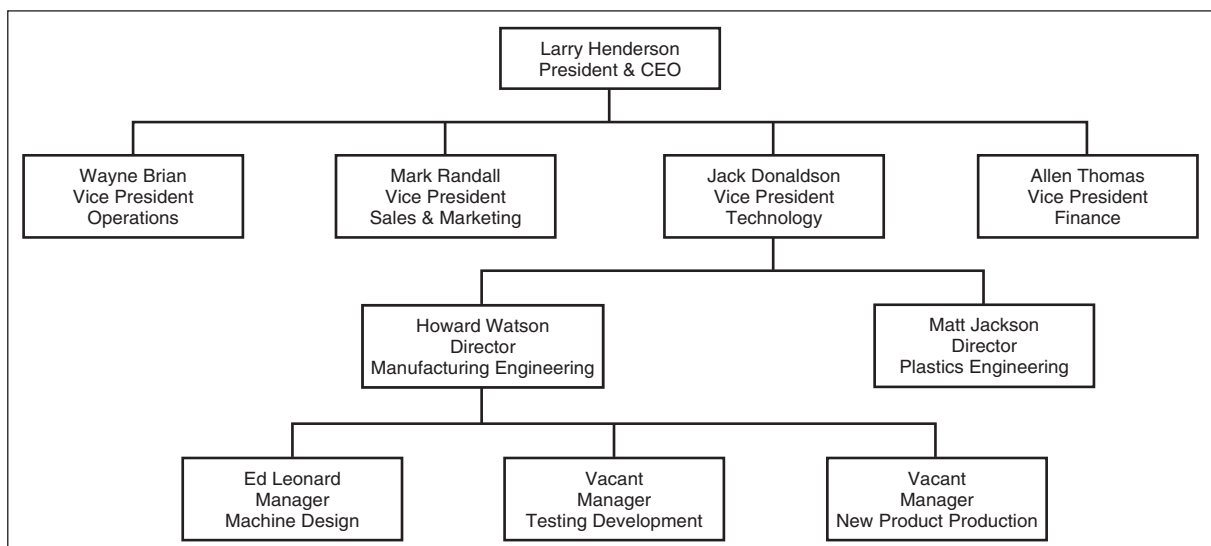 Larry Henderson
President & CEO
Wayne Brian
Vice President
Operations
Mark Randall
Vice President
Sales & Marketing
Jack Donaldson
Vice President
Technology
Allen Thomas
Vice President
Finance
Howard Watson
Director
Manufacturing Engineering
Matt Jackson
Director
Plastics Engineering
Ed Leonard
Manager
Machine Design
Vacant
Manager
Testing Development
Vacant
Manager
New Product Production